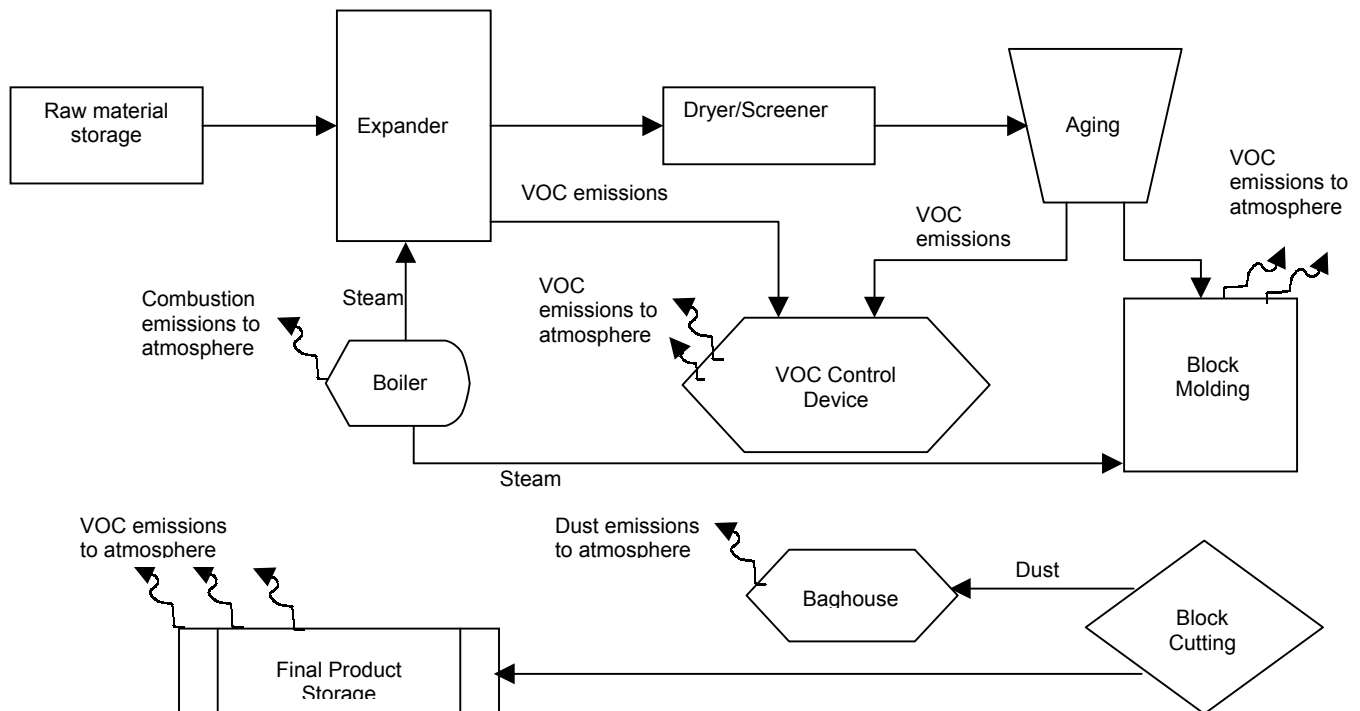 Raw material
storage
Expander
Dryer/Screener
Aging
VOC
emissions to
atmosphere
VOC emissions
VOC
emissions
Combustion
emissions to
atmosphere
Steam
VOC
emissions to
atmosphere
Boiler
VOC Control
Device
Block
Molding
Steam
VOC emissions
to atmosphere
Dust emissions
to atmosphere
Dust
Baghouse
Block
Cutting
Final Product
Storage